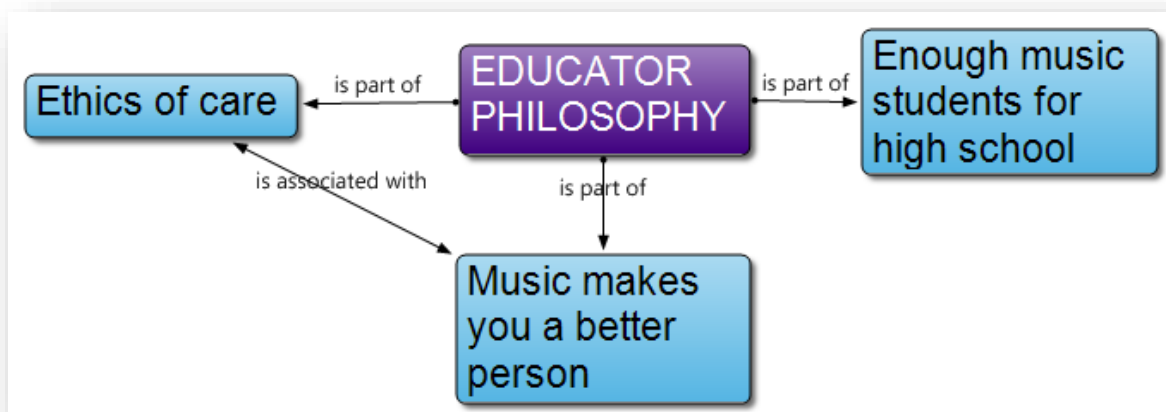 Ethics of care
is part of
EDUCATOR
PHILOSOPHY
is part of
Enough music
students for
high school
is associated with
is part of
Music makes
you a better
person